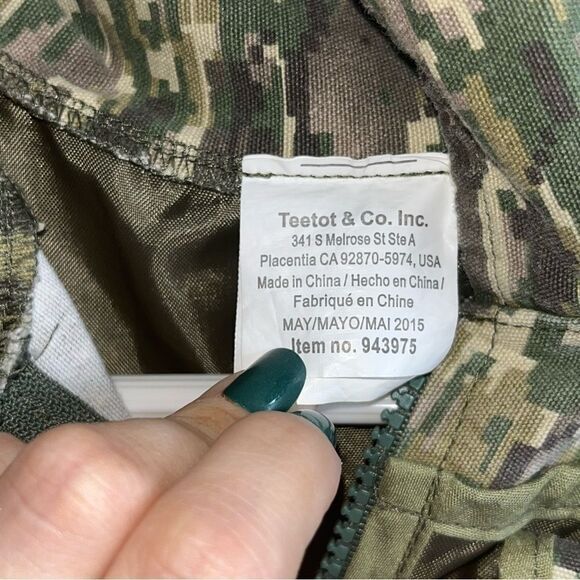 Teetot & Co. Inc.
341 S Melrose St Ste A
Placentia CA 92870-5974, USA
Made in China / Hecho en China /
Fabriqué en Chine
MAY/MAYO/MAI 2015
Item no. 943975